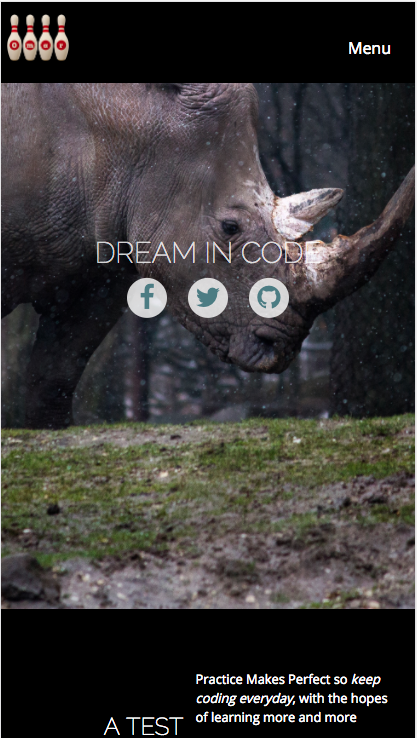 Omar
Menu
DREAM IN CODE
A TEST
Practice Makes Perfect so keep
coding everyday, with the hopes
of learning more and more